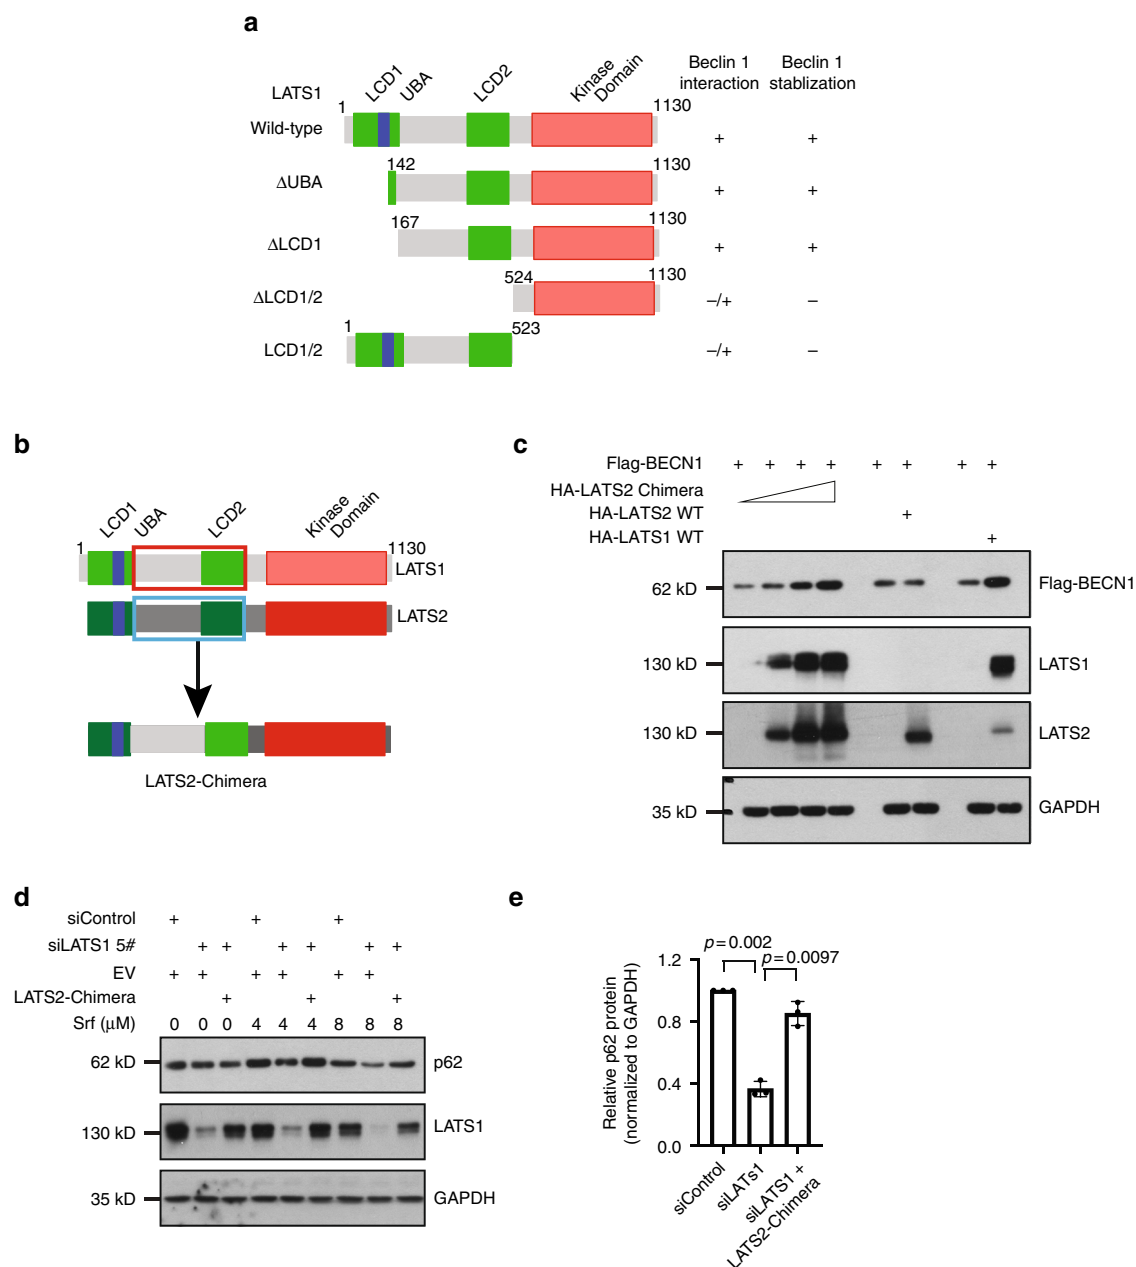 a
LATS1
LCD1
UBA
LCD2
Kinase
Domain
Beclin 1
interaction
Beclin 1
stablization
1
1130
Wild-type
+ +
142
1130
ΔUBA
+ +
167
1130
ΔLCD1
+ +
524
1130
ΔLCD1/2
−/+ −
1
523
LCD1/2
−/+ −
b
LCD1
UBA
LCD2
Kinase
Domain
1
1130
LATS1
LATS2
LATS2-Chimera
c
Flag-BECN1 + + + + + + + +
HA-LATS2 Chimera
HA-LATS2 WT +
HA-LATS1 WT +
62 kD Flag-BECN1
130 kD LATS1
130 kD LATS2
35 kD GAPDH
d
siControl + + +
siLATS1 5# + + + + + +
EV + + + + + +
LATS2-Chimera + + +
Srf (μM) 0 0 0 4 4 4 8 8 8
62 kD p62
130 kD LATS1
35 kD GAPDH
e
p = 0.002
p = 0.0097
Relative p62 protein
(normalized to GAPDH)
1.2
0.8
0.4
0.0
siControl
siLATs1
siLATS1 +
LATS2-Chimera